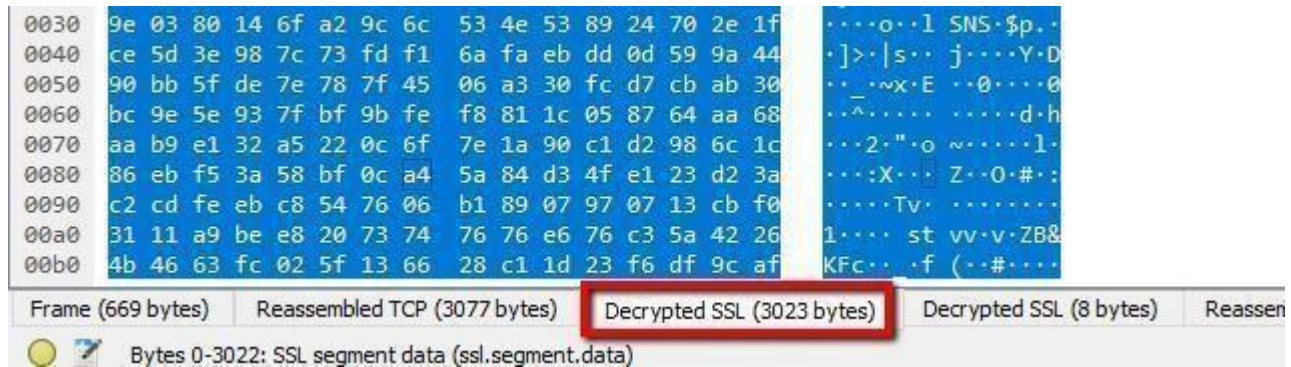 0030 9e 03 80 14 6f a2 9c 6c 53 4e 53 89 24 70 2e 1f ····o··l SNS·$p.·
0040 ce 5d 3e 98 7c 73 fd f1 6a fa eb dd 0d 59 9a 44 ·]>·|s·· j····Y·D
0050 90 bb 5f de 7e 78 7f 45 06 a3 30 fc d7 cb ab 30 ··_·~x·E ··0····0
0060 bc 9e 5e 93 7f bf 9b fe f8 81 1c 05 87 64 aa 68 ··^····· ·····d·h
0070 aa b9 e1 32 a5 22 0c 6f 7e 1a 90 c1 d2 98 6c 1c ···2·"·o ~·····l·
0080 86 eb f5 3a 58 bf 0c a4 5a 84 d3 4f e1 23 d2 3a ···:X··· Z··O·#·:
0090 c2 cd fe eb c8 54 76 06 b1 89 07 97 07 13 cb f0 ·····Tv· ········
00a0 31 11 a9 be e8 20 73 74 76 76 e6 76 c3 5a 42 26 1···· st vv·v·ZB&
00b0 4b 46 63 fc 02 5f 13 66 28 c1 1d 23 f6 df 9c af KFc··_·f (··#····
Frame (669 bytes) Reassembled TCP (3077 bytes) Decrypted SSL (3023 bytes) Decrypted SSL (8 bytes) Reassen
Bytes 0-3022: SSL segment data (ssl.segment.data)